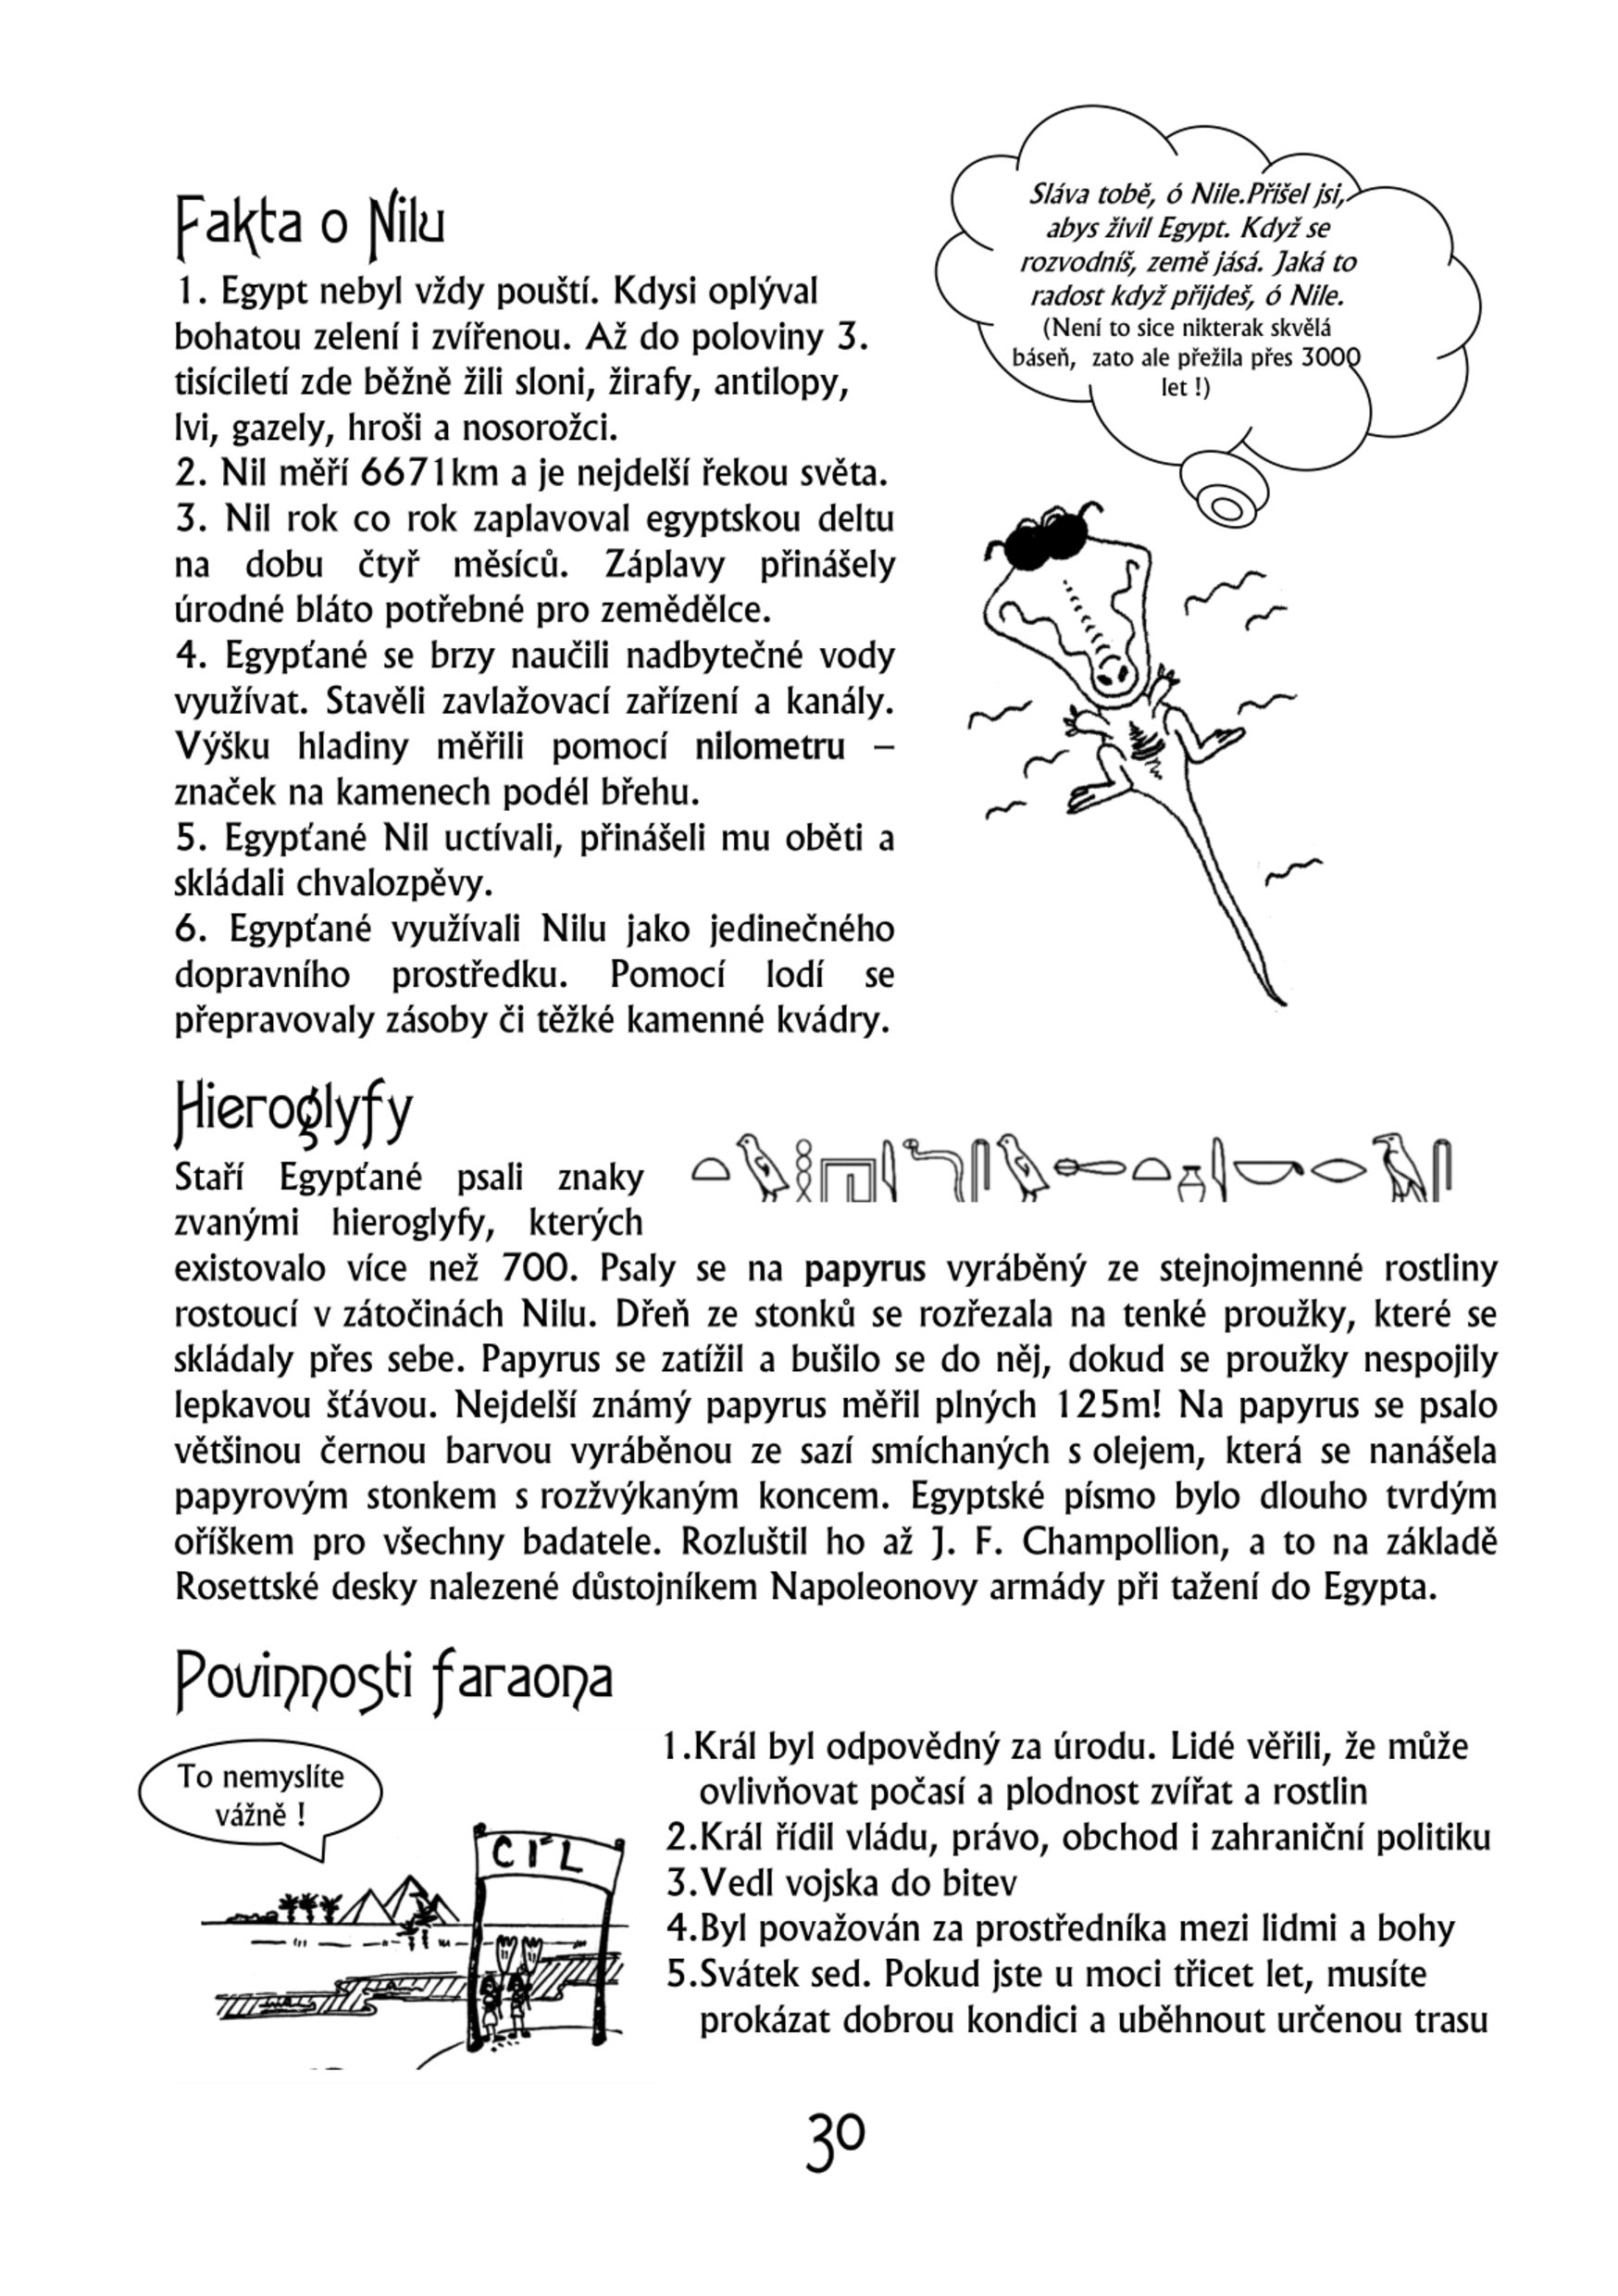 Sláva tobě, ó Nile.Přišel jsi,
abys živil Egypt. Když se
rozvodníš, země jásá. Jaká to
radost když přijdeš, ó Nile.
(Není to sice nikterak skvělá
báseň, zato ale přežila přes 3000
let !)
Fakta o Nilu
1. Egypt nebyl vždy pouští. Kdysi oplýval
bohatou zelení i zvířenou. Až do poloviny 3.
tisíciletí zde běžně žili sloni, žirafy, antilopy,
lvi, gazely, hroši a nosorožci.
2. Nil měří 6671km a je nejdelší řekou světa.
3. Nil rok co rok zaplavoval egyptskou deltu
na dobu čtyř měsíců. Záplavy přinášely
úrodné bláto potřebné pro zemědělce.
4. Egypťané se brzy naučili nadbytečné vody
využívat. Stavěli zavlažovací zařízení a kanály.
Výšku hladiny měřili pomocí nilometru –
značek na kamenech podél břehu.
5. Egypťané Nil uctívali, přinášeli mu oběti a
skládali chvalozpěvy.
6. Egypťané využívali Nilu jako jedinečného
dopravního prostředku. Pomocí lodí se
přepravovaly zásoby či těžké kamenné kvádry.
Hieroglyfy
Staří Egypťané psali znaky
zvanými hieroglyfy, kterých
existovalo více než 700. Psaly se na papyrus vyráběný ze stejnojmenné rostliny
rostoucí v zátočinách Nilu. Dřeň ze stonků se rozřezala na tenké proužky, které se
skládaly přes sebe. Papyrus se zatížil a bušilo se do něj, dokud se proužky nespojily
lepkavou šťávou. Nejdelší známý papyrus měřil plných 125m! Na papyrus se psalo
většinou černou barvou vyráběnou ze sazí smíchaných s olejem, která se nanášela
papyrovým stonkem s rozžvýkaným koncem. Egyptské písmo bylo dlouho tvrdým
oříškem pro všechny badatele. Rozluštil ho až J. F. Champollion, a to na základě
Rosettské desky nalezené důstojníkem Napoleonovy armády při tažení do Egypta.
Povinnosti faraona
To nemyslíte
vážně !
CÍL
1.Král byl odpovědný za úrodu. Lidé věřili, že může
ovlivňovat počasí a plodnost zvířat a rostlin
2.Král řídil vládu, právo, obchod i zahraniční politiku
3.Vedl vojska do bitev
4.Byl považován za prostředníka mezi lidmi a bohy
5.Svátek sed. Pokud jste u moci třicet let, musíte
prokázat dobrou kondici a uběhnout určenou trasu
30